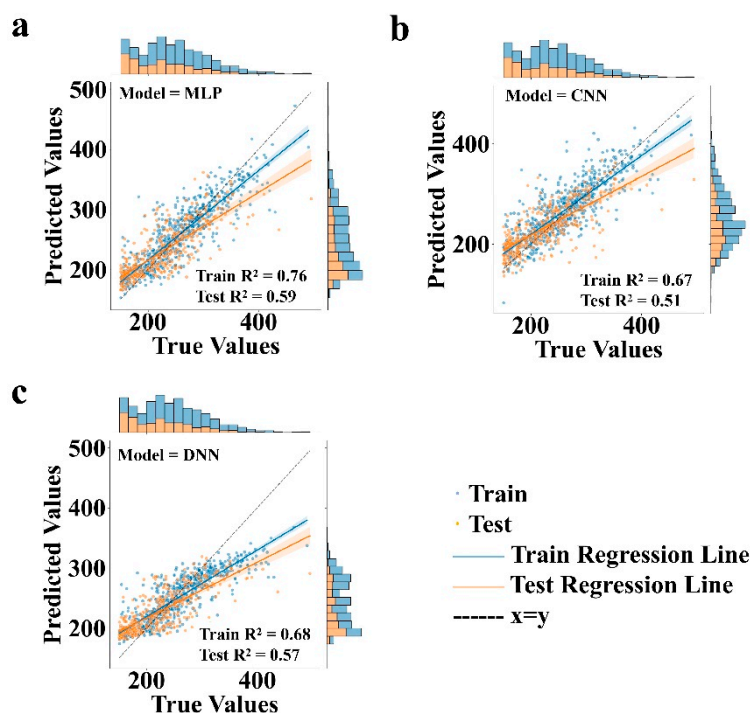 a
Model = MLP
500
400
300
200
Predicted Values
Train R² = 0.76
Test R² = 0.59
200
400
True Values
b
Model = CNN
400
200
Predicted Values
Train R² = 0.67
Test R² = 0.51
200
400
True Values
c
Model = DNN
500
400
300
200
Predicted Values
Train R² = 0.68
Test R² = 0.57
200
400
True Values
Train
Test
Train Regression Line
Test Regression Line
x=y